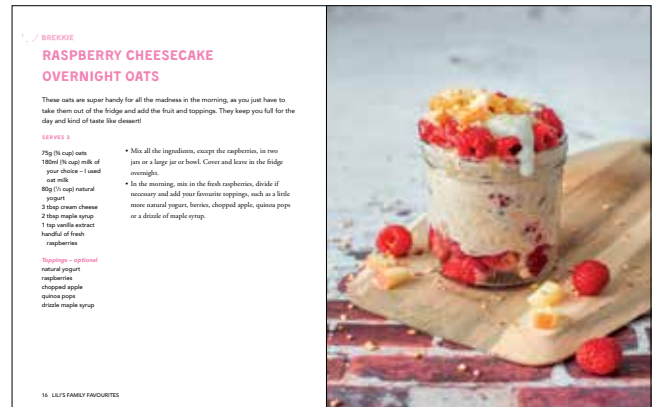 BREKKIE
RASPBERRY CHEESECAKE
OVERNIGHT OATS
These oats are super handy for all the madness in the morning, as you just have to
take them out of the fridge and add the fruit and toppings. They keep you full for the
day and kind of taste like dessert!
SERVES 2
75g (¾ cup) oats
180ml (¾ cup) milk of
your choice – I used
oat milk
80g (⅓ cup) natural
yogurt
3 tbsp cream cheese
2 tbsp maple syrup
1 tsp vanilla extract
handful of fresh
raspberries
Toppings – optional
natural yogurt
raspberries
chopped apple
quinoa pops
drizzle maple syrup
• Mix all the ingredients, except the raspberries, in two
jars or a large jar or bowl. Cover and leave in the fridge
overnight.
• In the morning, mix in the fresh raspberries, divide if
necessary and add your favourite toppings, such as a little
more natural yogurt, berries, chopped apple, quinoa pops
or a drizzle of maple syrup.
16 LILI'S FAMILY FAVOURITES